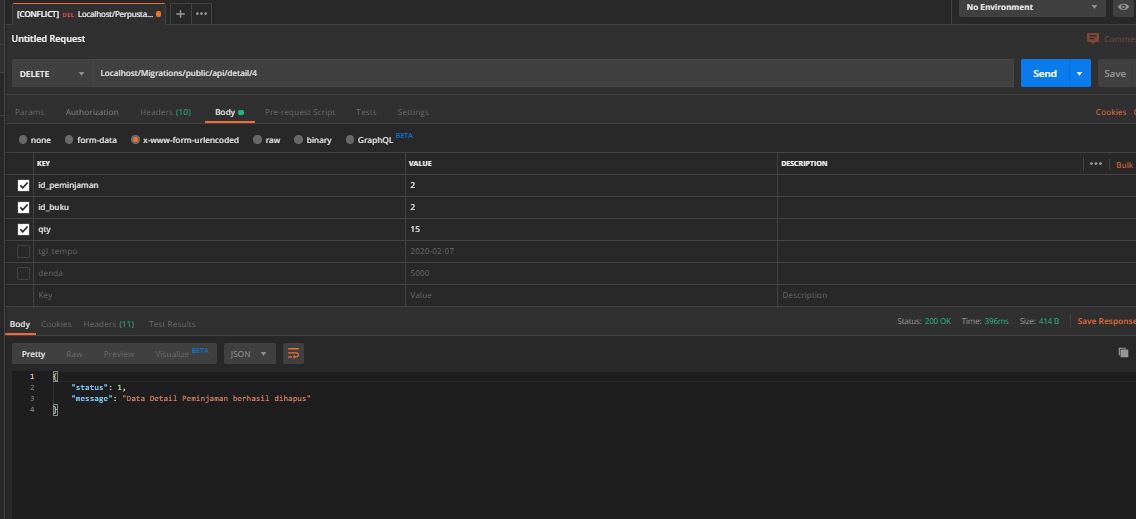 [CONFLICT] DEL Localhost/Perpusta...
No Environment
Untitled Request
DELETE Localhost/Migrations/public/api/detail/4 Send Save
Params Authorization Headers (10) Body Pre-request Script Tests Settings Cookies
none form-data x-www-form-urlencoded raw binary GraphQL BETA
KEY VALUE DESCRIPTION ••• Bulk
id_peminjaman 2
id_buku 2
qty 15
tgl_tempo 2020-02-07
denda 5000
Key Value Description
Body Cookies Headers (11) Test Results Status: 200 OK Time: 396ms Size: 414 B Save Response
Pretty Raw Preview Visualize BETA JSON
1 {
2 "status": 1,
3 "message": "Data Detail Peminjaman berhasil dihapus"
4 }